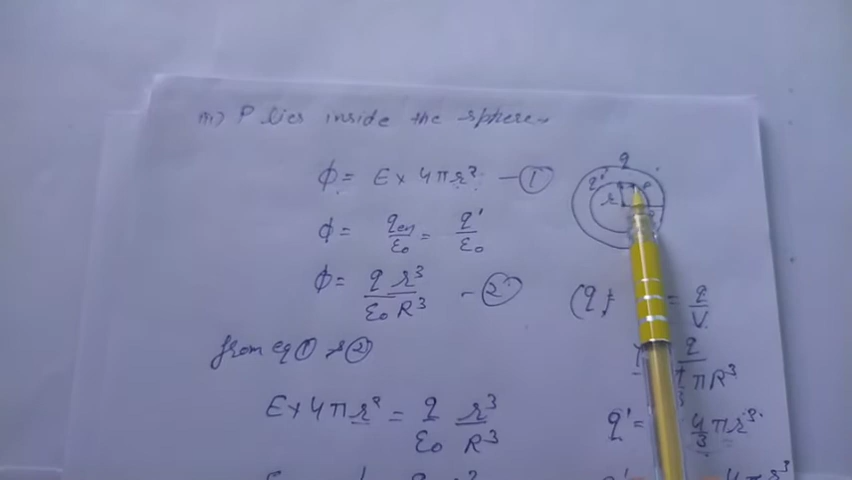 iii) P lies inside the sphere
ϕ = E × 4πr² — ①
ϕ = qen/ε₀ = q'/ε₀
ϕ = q r³/ε₀ R³ — ②
from eq ① & ②
E × 4πr² = q/ε₀ r³/R³
q
q'
r
P
= q/V
q
πR³
q' = 4/3 πr³